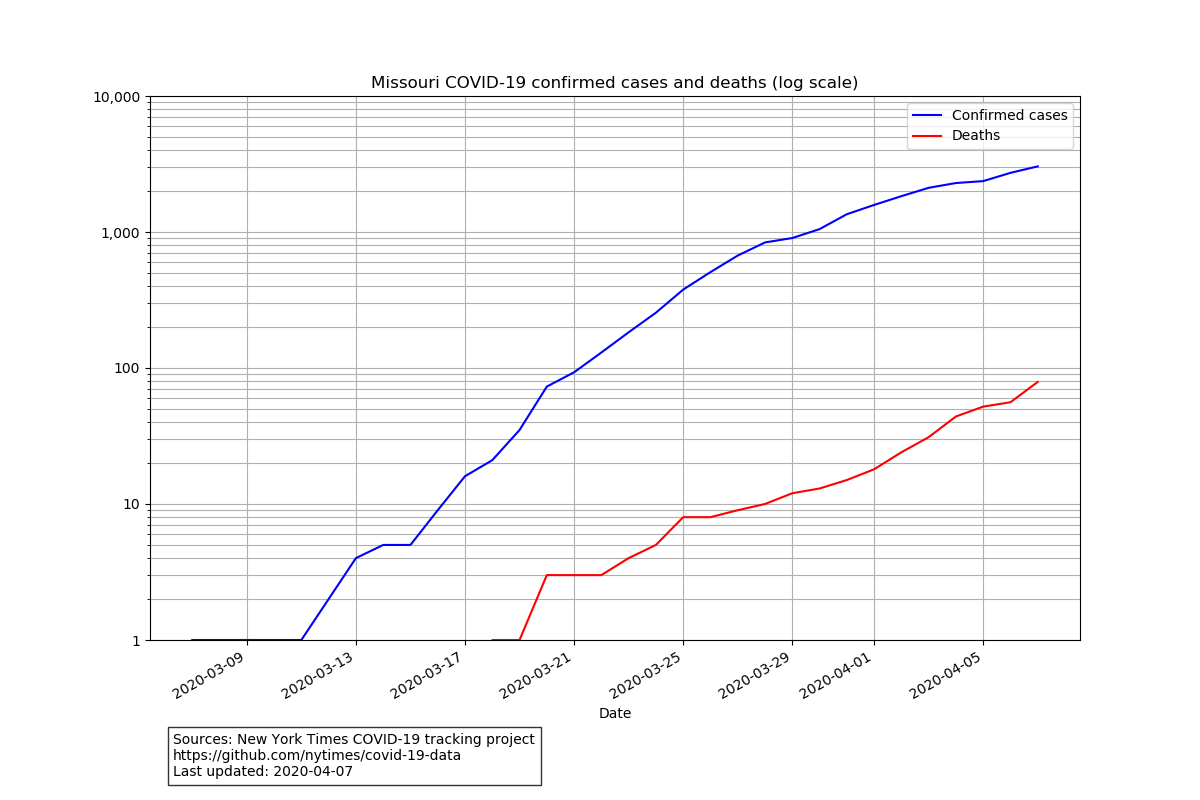 Missouri COVID-19 confirmed cases and deaths (log scale)
10,000
1,000
100
10
1
Confirmed cases
Deaths
2020-03-09
2020-03-13
2020-03-17
2020-03-21
2020-03-25
2020-03-29
2020-04-01
2020-04-05
Date
Sources: New York Times COVID-19 tracking project
https://github.com/nytimes/covid-19-data
Last updated: 2020-04-07